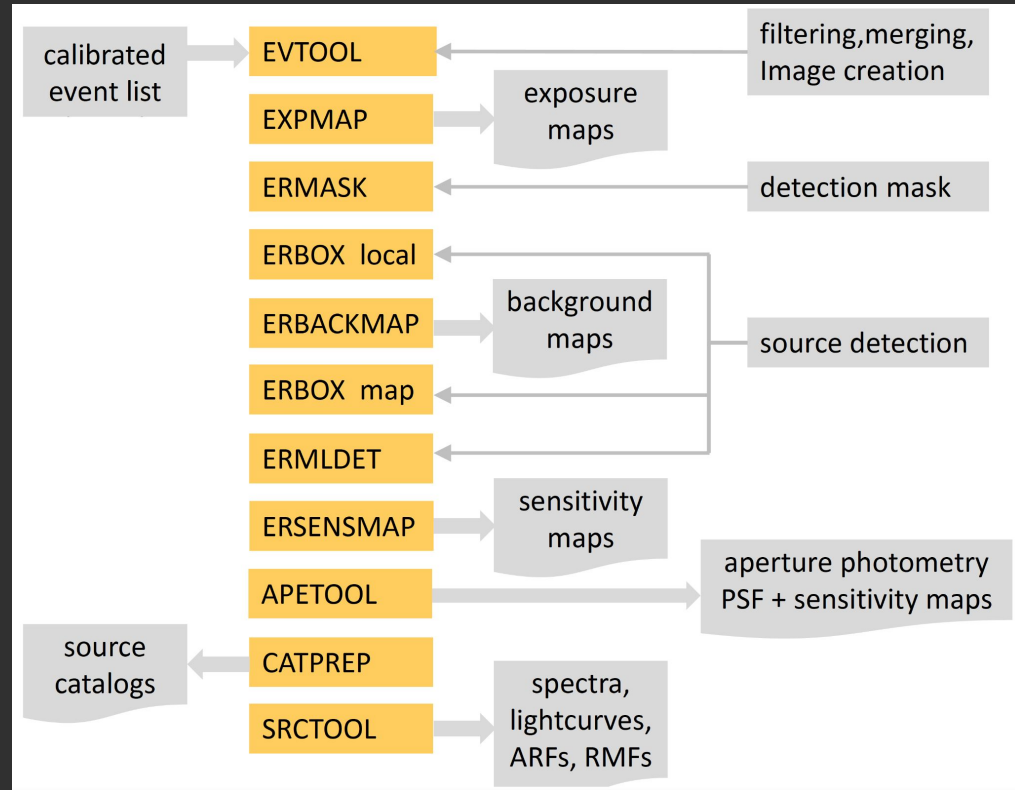 calibrated
event list
EVTOOL
filtering,merging,
Image creation
EXPMAP
exposure
maps
ERMASK
detection mask
ERBOX local
ERBACKMAP
background
maps
source detection
ERBOX map
ERMLDET
ERSENSMAP
sensitivity
maps
APETOOL
aperture photometry
PSF + sensitivity maps
source
catalogs
CATPREP
SRCTOOL
spectra,
lightcurves,
ARFs, RMFs